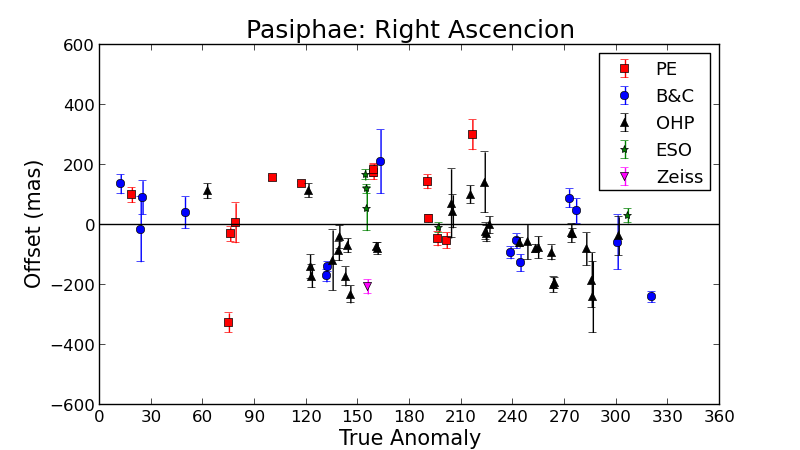 Pasiphae: Right Ascencion
Offset (mas)
600
400
200
0
−200
−400
−600
PE
B&C
OHP
ESO
Zeiss
0 30 60 90 120 150 180 210 240 270 300 330 360
True Anomaly